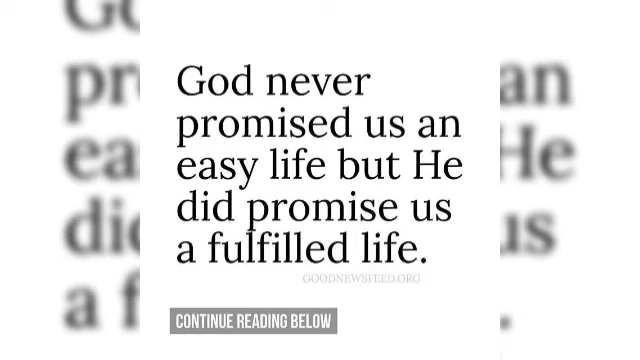 God never
promised us an
easy life but He
did promise us
a fulfilled life.
GOODNEWSFEED.ORG
CONTINUE READING BELOW